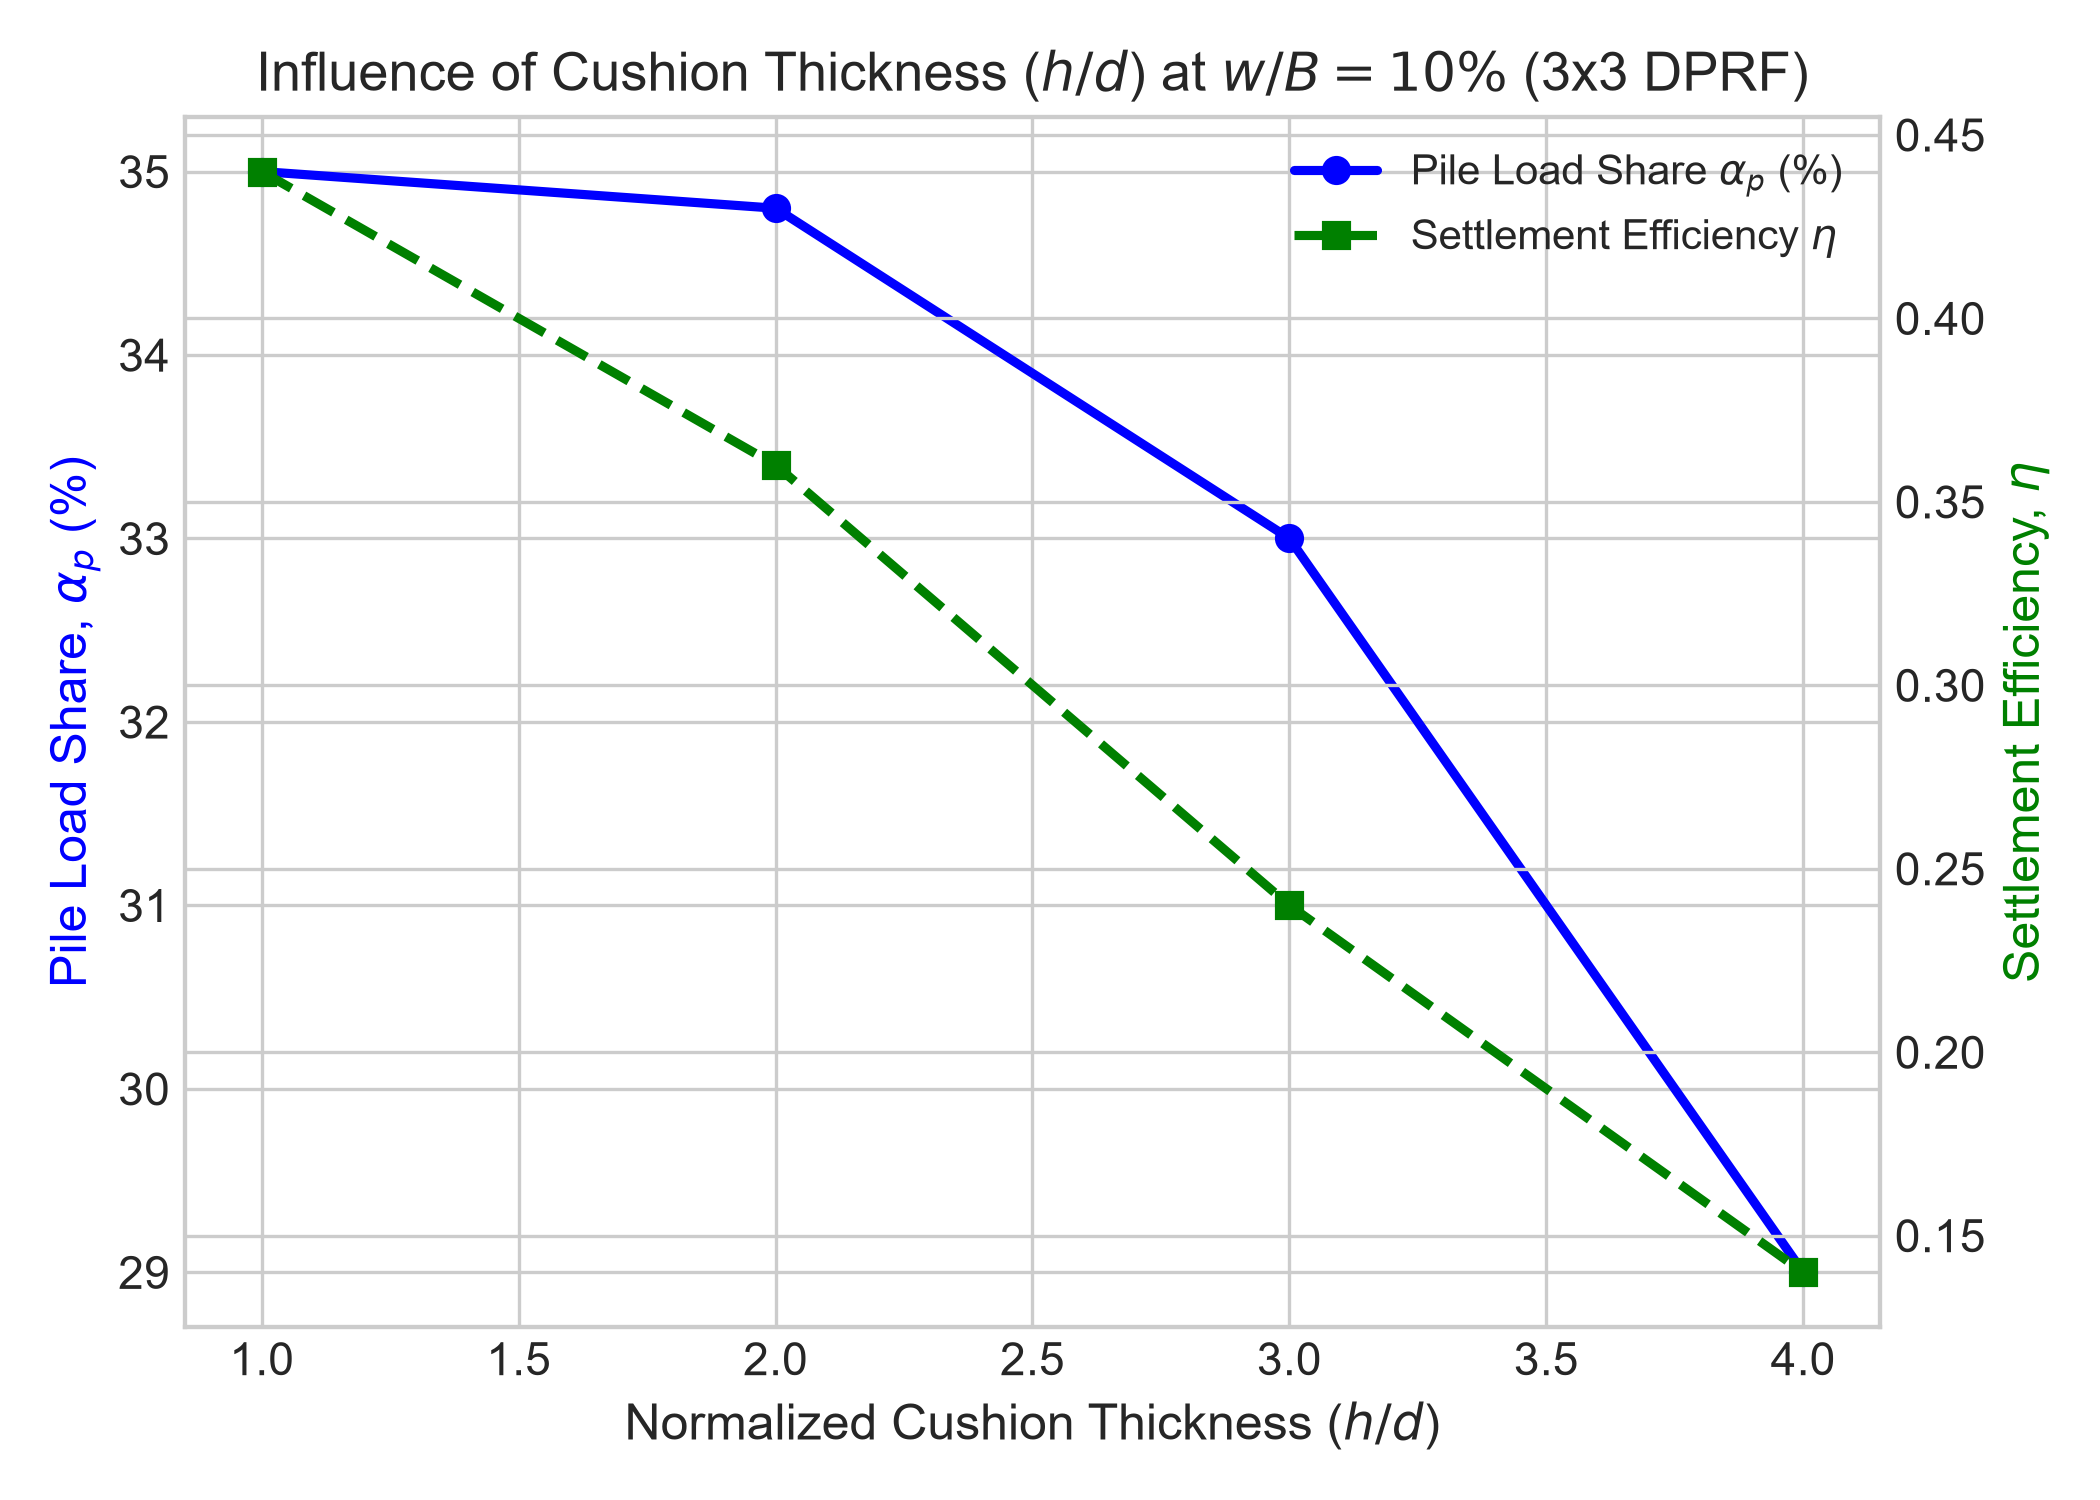 Influence of Cushion Thickness (h/d) at w/B = 10% (3x3 DPRF)
Pile Load Share αp (%)
Settlement Efficiency η
Pile Load Share, αp (%)
35
34
33
32
31
30
29
0.45
0.40
0.35
0.30
0.25
0.20
0.15
Settlement Efficiency, η
1.0 1.5 2.0 2.5 3.0 3.5 4.0
Normalized Cushion Thickness (h/d)